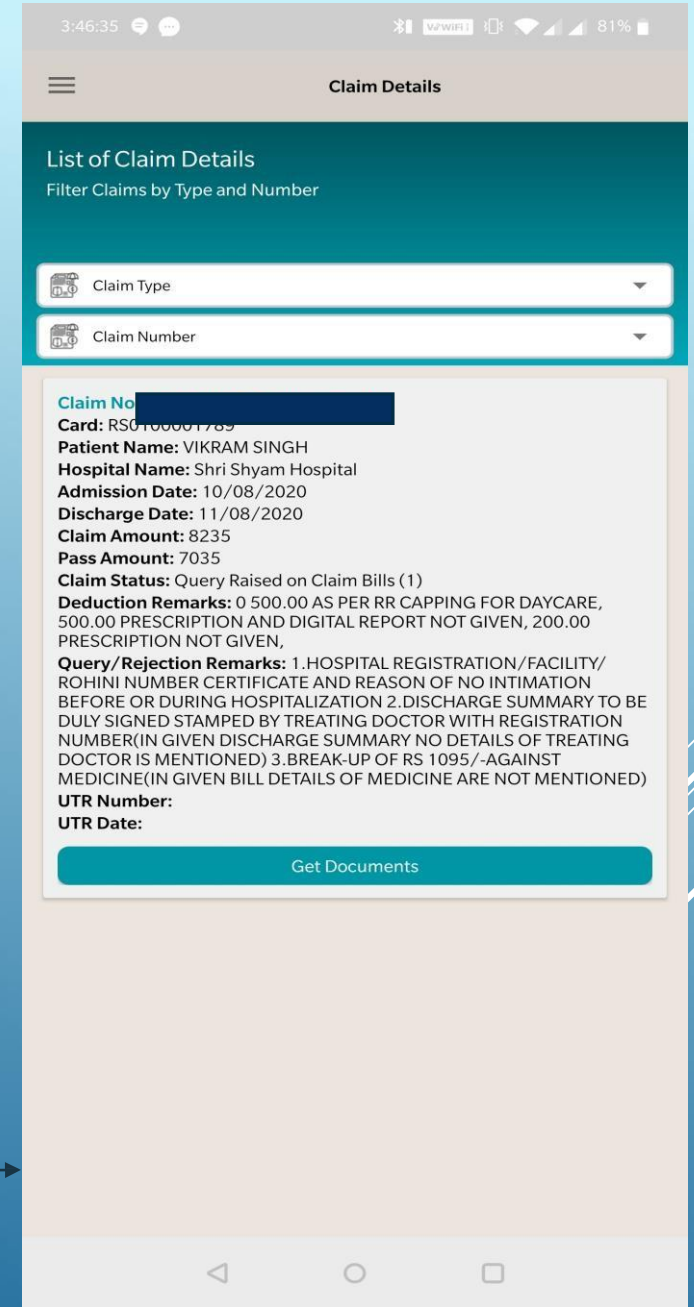 3:46:35 81%
Claim Details
List of Claim Details
Filter Claims by Type and Number
Claim Type
Claim Number
Claim No
Card: RS0100001789
Patient Name: VIKRAM SINGH
Hospital Name: Shri Shyam Hospital
Admission Date: 10/08/2020
Discharge Date: 11/08/2020
Claim Amount: 8235
Pass Amount: 7035
Claim Status: Query Raised on Claim Bills (1)
Deduction Remarks: 0 500.00 AS PER RR CAPPING FOR DAYCARE,
500.00 PRESCRIPTION AND DIGITAL REPORT NOT GIVEN, 200.00
PRESCRIPTION NOT GIVEN,
Query/Rejection Remarks: 1.HOSPITAL REGISTRATION/FACILITY/
ROHINI NUMBER CERTIFICATE AND REASON OF NO INTIMATION
BEFORE OR DURING HOSPITALIZATION 2.DISCHARGE SUMMARY TO BE
DULY SIGNED STAMPED BY TREATING DOCTOR WITH REGISTRATION
NUMBER(IN GIVEN DISCHARGE SUMMARY NO DETAILS OF TREATING
DOCTOR IS MENTIONED) 3.BREAK-UP OF RS 1095/-AGAINST
MEDICINE(IN GIVEN BILL DETAILS OF MEDICINE ARE NOT MENTIONED)
UTR Number:
UTR Date:
Get Documents